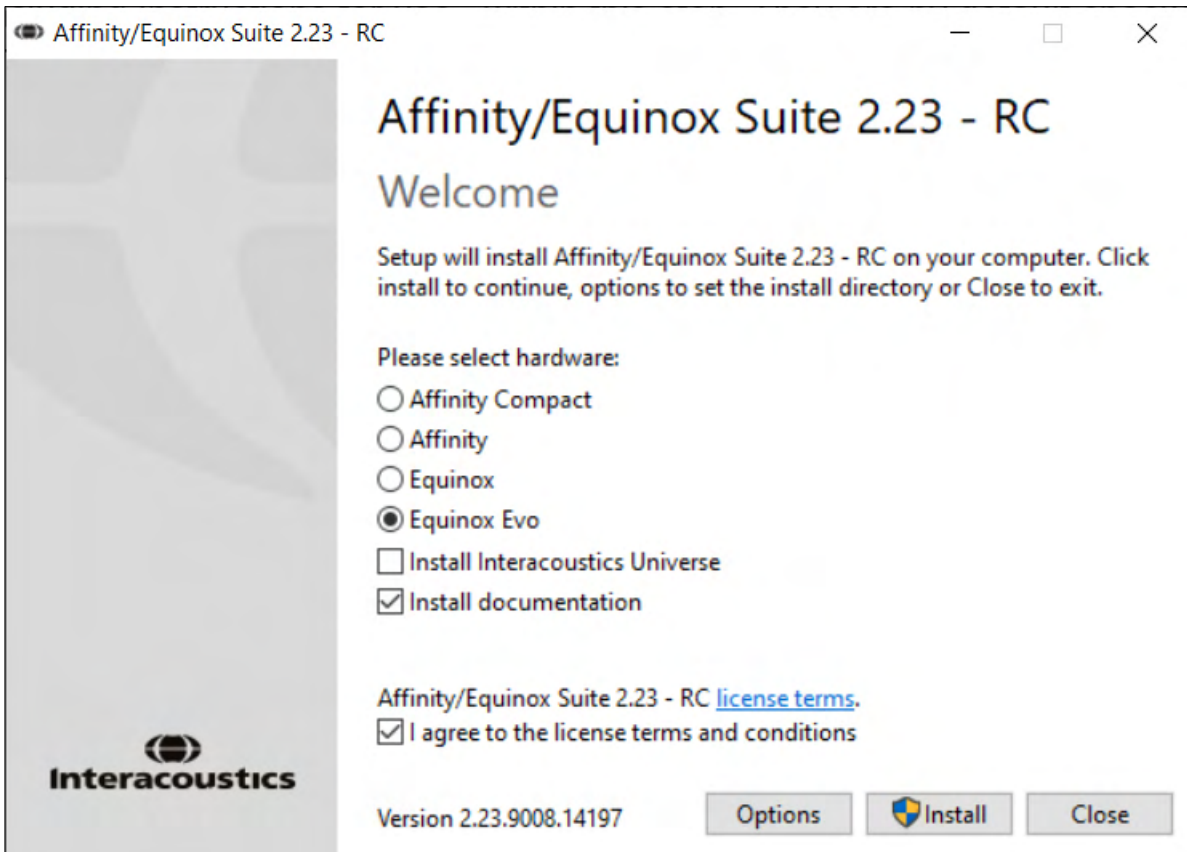 Affinity/Equinox Suite 2.23 - RC
Affinity/Equinox Suite 2.23 - RC
Welcome
Setup will install Affinity/Equinox Suite 2.23 - RC on your computer. Click
install to continue, options to set the install directory or Close to exit.
Please select hardware:
Affinity Compact
Affinity
Equinox
Equinox Evo
Install Interacoustics Universe
Install documentation
Affinity/Equinox Suite 2.23 - RC license terms.
I agree to the license terms and conditions
Interacoustics
Version 2.23.9008.14197
Options
Install
Close